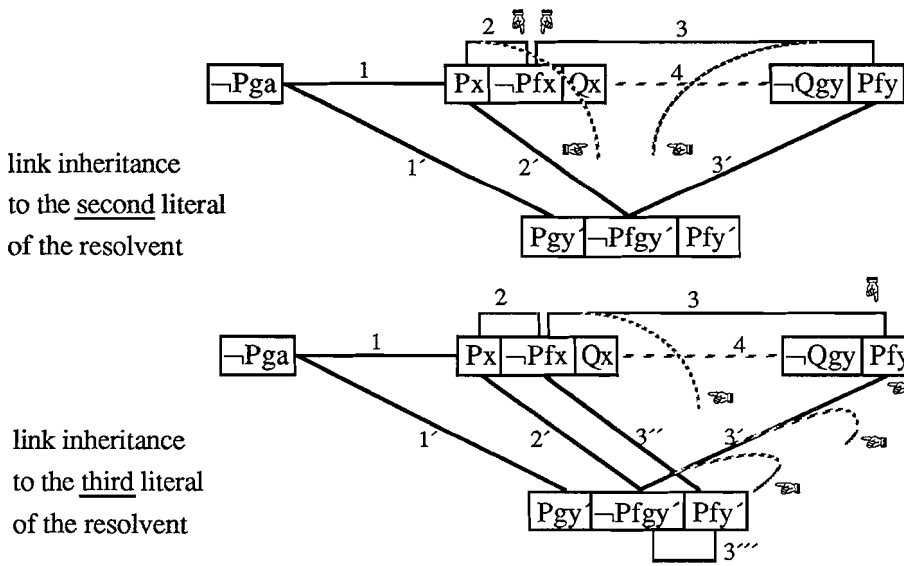 2 3
¬Pga 1 Px ¬Pfx Qx 4 ¬Qgy Pfy
link inheritance
to the second literal
of the resolvent
1´ 2´ 3´
Pgy´ ¬Pfgy´ Pfy´
2 3
¬Pga 1 Px ¬Pfx Qx 4 ¬Qgy Pfy
link inheritance
to the third literal
of the resolvent
1´ 2´ 3´´ 3´
Pgy´ ¬Pfgy´ Pfy´
3´´´